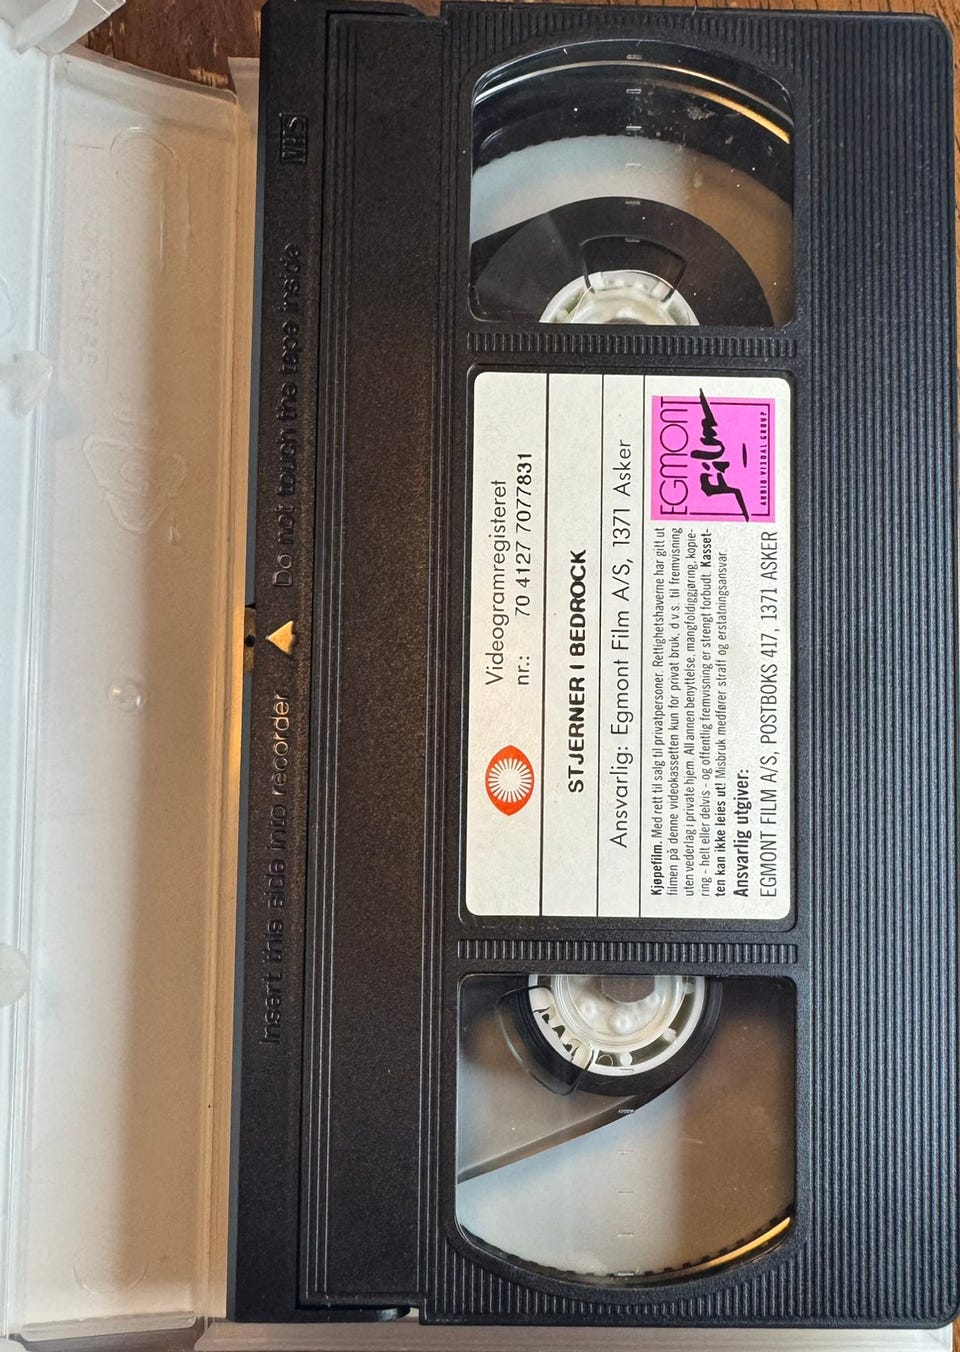 VHS
Insert this side into recorder
Do not touch the tape inside
Videogramregisteret
nr.: 70 4127 7077831
STJERNER I BEDROCK
Ansvarlig: Egmont Film A/S, 1371 Asker
Kjøpefilm. Med rett til salg til privatpersoner. Rettighetshaverne har gitt ut
filmen på denne videokassetten kun for privat bruk, d v s. til fremvisning
uten vederlag i private hjem. All annen benyttelse, mangfoldiggjøring, kopie-
ring - helt eller delvis - og offentlig fremvisning er strengt forbudt. Kasset-
ten kan ikke leies ut! Misbruk medfører straff og erstatningsansvar
Ansvarlig utgiver:
EGMONT FILM A/S, POSTBOKS 417, 1371 ASKER
EGMONT
Film
AUDIO VISUAL GROUP